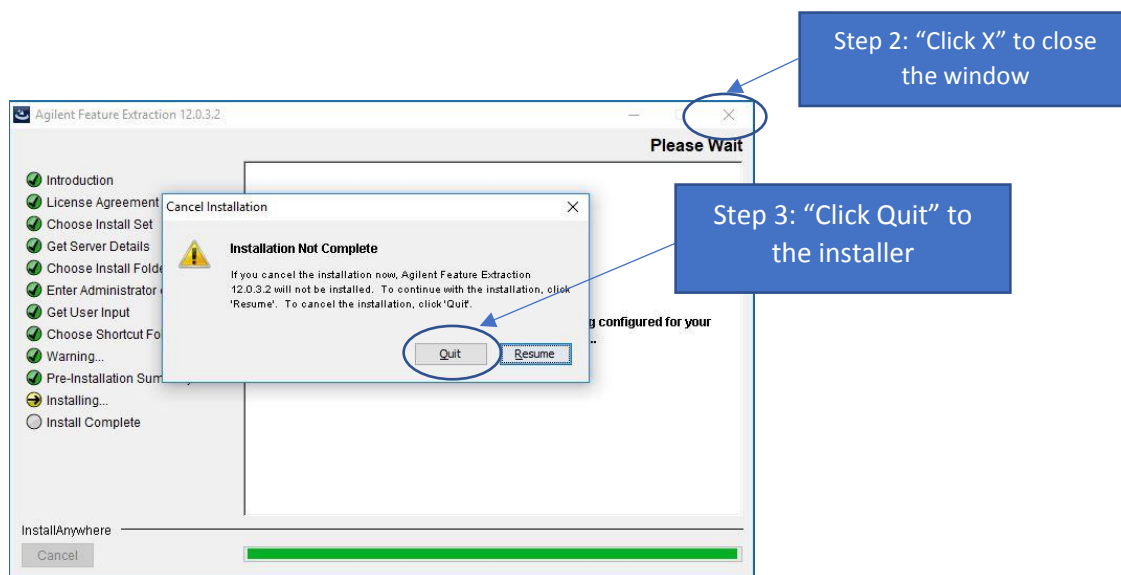 Step 2: “Click X” to close
the window
Agilent Feature Extraction 12.0.3.2
Please Wait
Introduction
License Agreement
Choose Install Set
Get Server Details
Choose Install Folde
Enter Administrator
Get User Input
Choose Shortcut Fo
Warning...
Pre-Installation Sum
Installing...
Install Complete
Cancel Installation
Installation Not Complete
If you cancel the installation now, Agilent Feature Extraction
12.0.3.2 will not be installed. To continue with the installation, click
'Resume'. To cancel the installation, click 'Quit'.
Quit
Resume
Step 3: “Click Quit” to
the installer
g configured for your
..
InstallAnywhere
Cancel